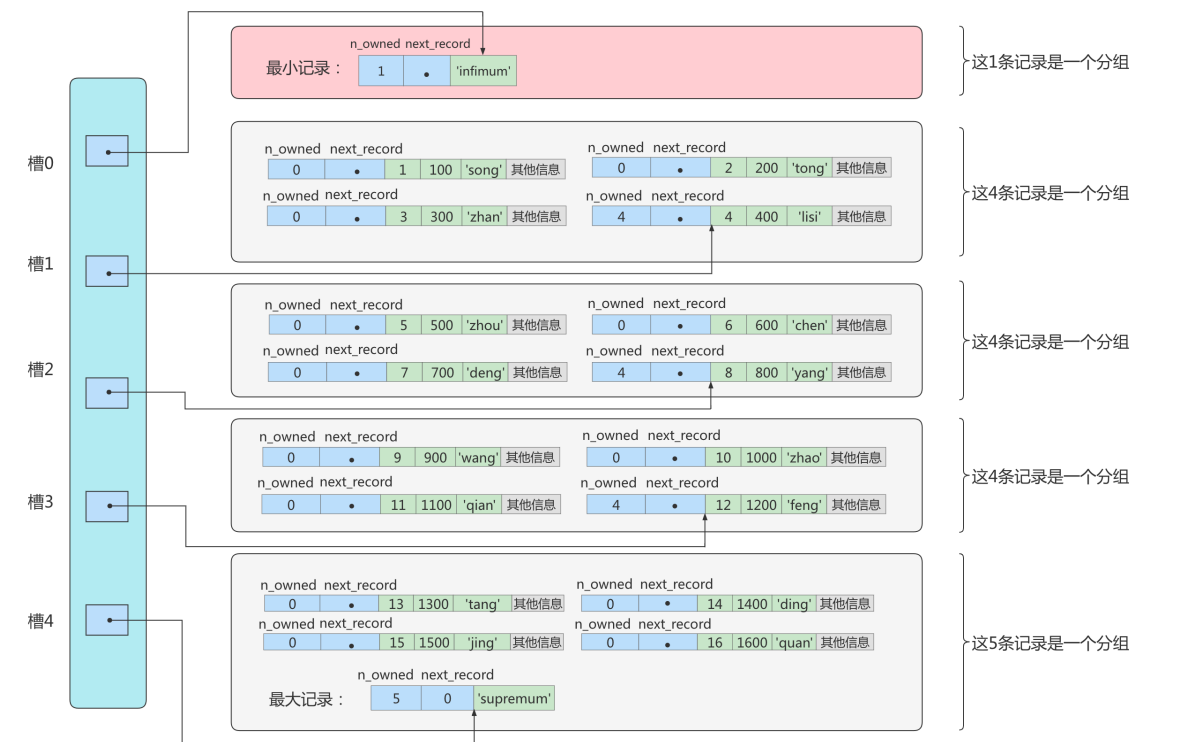 n_owned next_record
最小记录： 1 'infimum' 这1条记录是一个分组
槽0
n_owned next_record n_owned next_record
0 1 100 'song' 其他信息 0 2 200 'tong' 其他信息
n_owned next_record n_owned next_record
0 3 300 'zhan' 其他信息 4 4 400 'lisi' 其他信息
这4条记录是一个分组
槽1
n_owned next_record n_owned next_record
0 5 500 'zhou' 其他信息 0 6 600 'chen' 其他信息
n_owned next_record n_owned next_record
0 7 700 'deng' 其他信息 4 8 800 'yang' 其他信息
这4条记录是一个分组
槽2
n_owned next_record n_owned next_record
0 9 900 'wang' 其他信息 0 10 1000 'zhao' 其他信息
n_owned next_record n_owned next_record
0 11 1100 'qian' 其他信息 4 12 1200 'feng' 其他信息
这4条记录是一个分组
槽3
n_owned next_record n_owned next_record
0 13 1300 'tang' 其他信息 0 14 1400 'ding' 其他信息
n_owned next_record n_owned next_record
0 15 1500 'jing' 其他信息 0 16 1600 'quan' 其他信息
这5条记录是一个分组
槽4
n_owned next_record
最大记录： 5 0 'supremum'